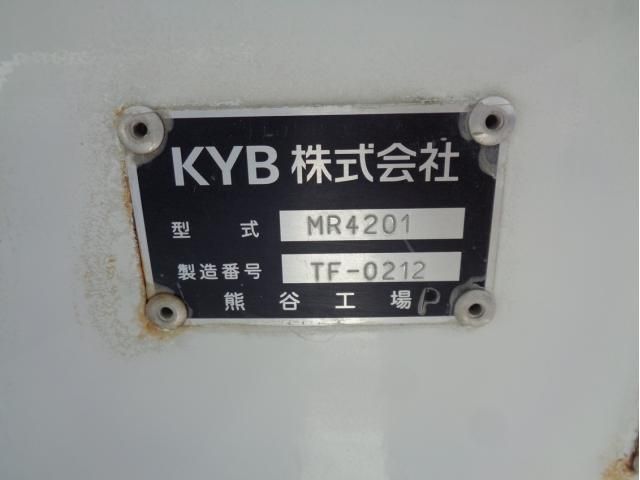 KYB 株式会社
型式 MR4201
製造番号 TF-0212
熊谷工場 P